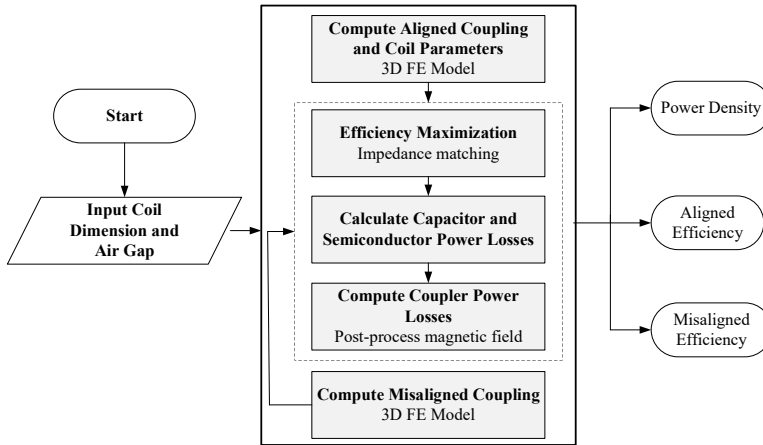 Start
Input Coil
Dimension and
Air Gap
Compute Aligned Coupling
and Coil Parameters
3D FE Model
Efficiency Maximization
Impedance matching
Calculate Capacitor and
Semiconductor Power Losses
Compute Coupler Power
Losses
Post-process magnetic field
Compute Misaligned Coupling
3D FE Model
Power Density
Aligned
Efficiency
Misaligned
Efficiency